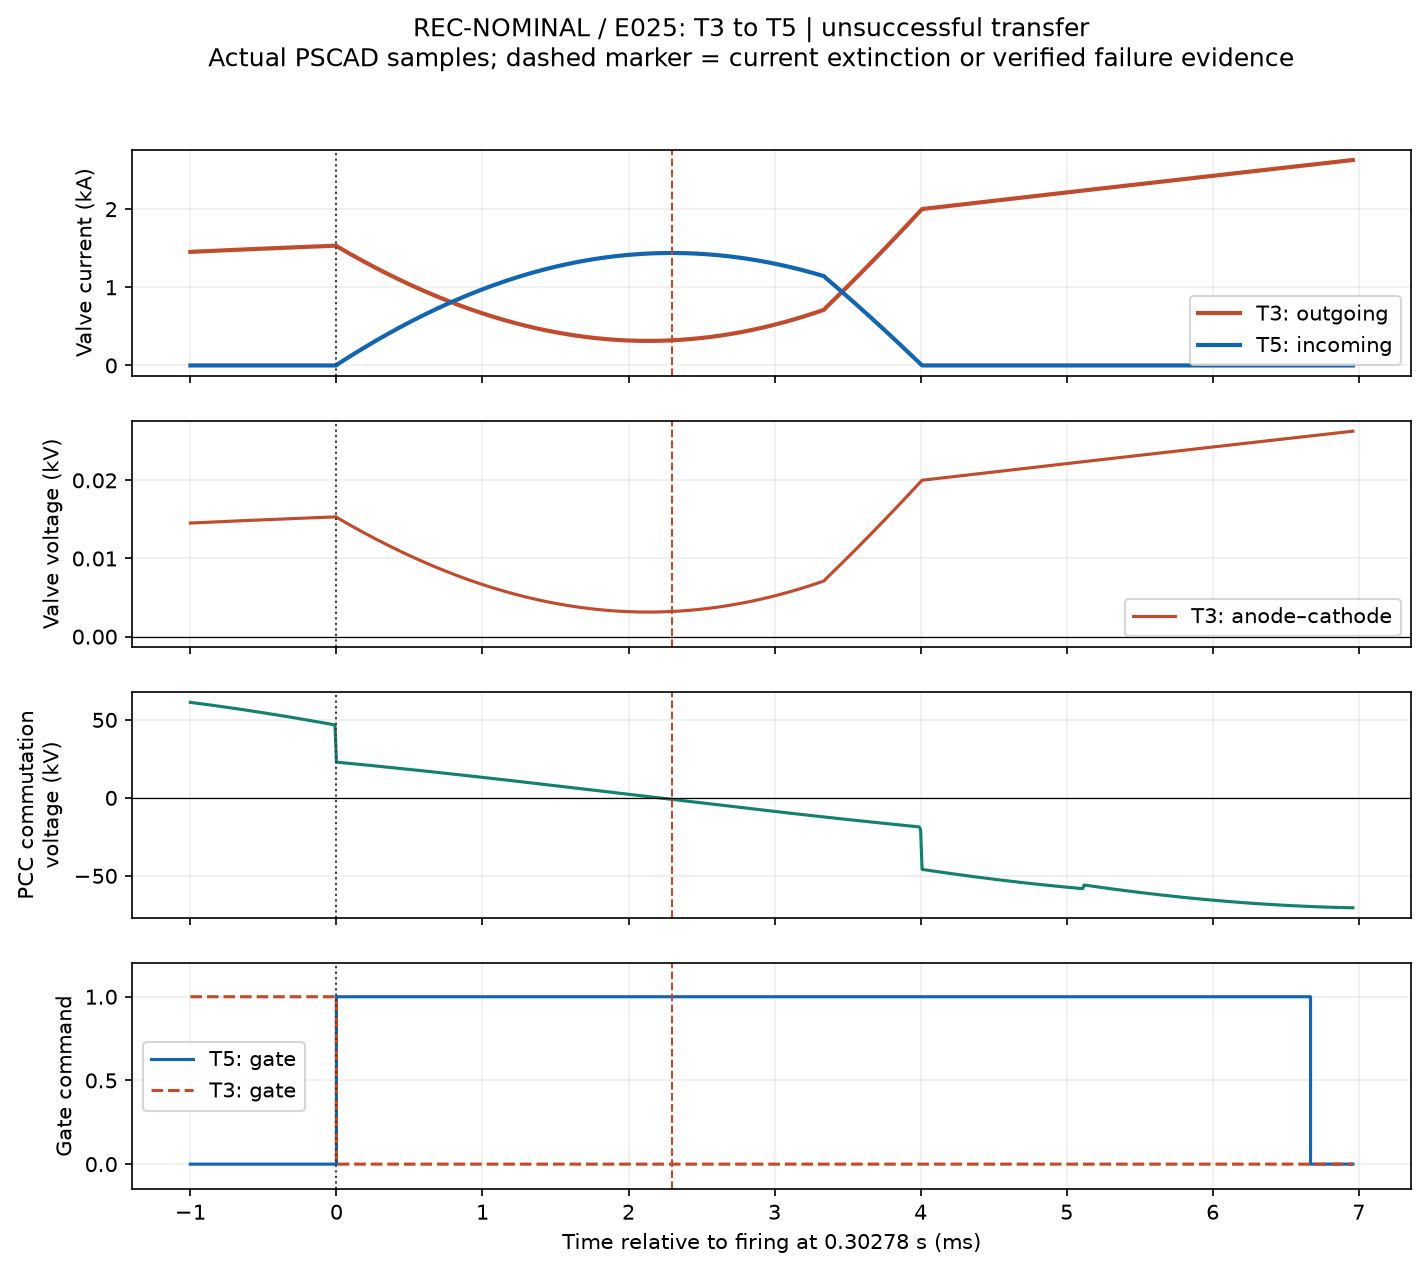 REC-NOMINAL / E025: T3 to T5 | unsuccessful transfer
Actual PSCAD samples; dashed marker = current extinction or verified failure evidence
Valve current (kA)
2
1
0
T3: outgoing
T5: incoming
Valve voltage (kV)
0.02
0.01
0.00
T3: anode–cathode
PCC commutation
voltage (kV)
50
0
−50
Gate command
1.0
0.5
0.0
T5: gate
T3: gate
−1 0 1 2 3 4 5 6 7
Time relative to firing at 0.30278 s (ms)